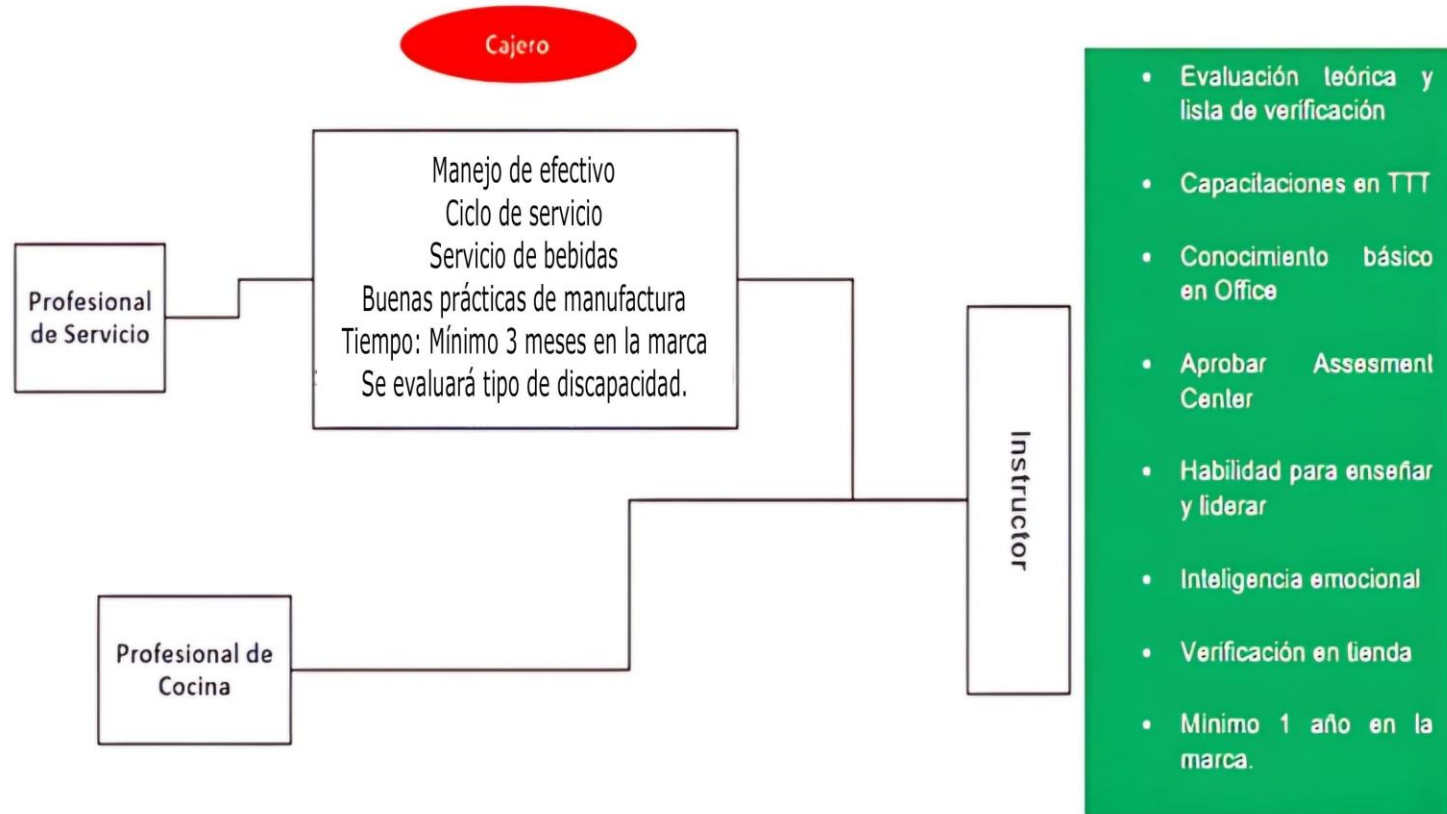 Cajero
Manejo de efectivo
Ciclo de servicio
Servicio de bebidas
Buenas prácticas de manufactura
Tiempo: Mínimo 3 meses en la marca
Se evaluará tipo de discapacidad.
Profesional
de Servicio
Profesional de
Cocina
Instructor
• Evaluación teórica y
lista de verificación
• Capacitaciones en TTT
• Conocimiento básico
en Office
• Aprobar Assesment
Center
• Habilidad para enseñar
y liderar
• Inteligencia emocional
• Verificación en tienda
• Mínimo 1 año en la
marca.